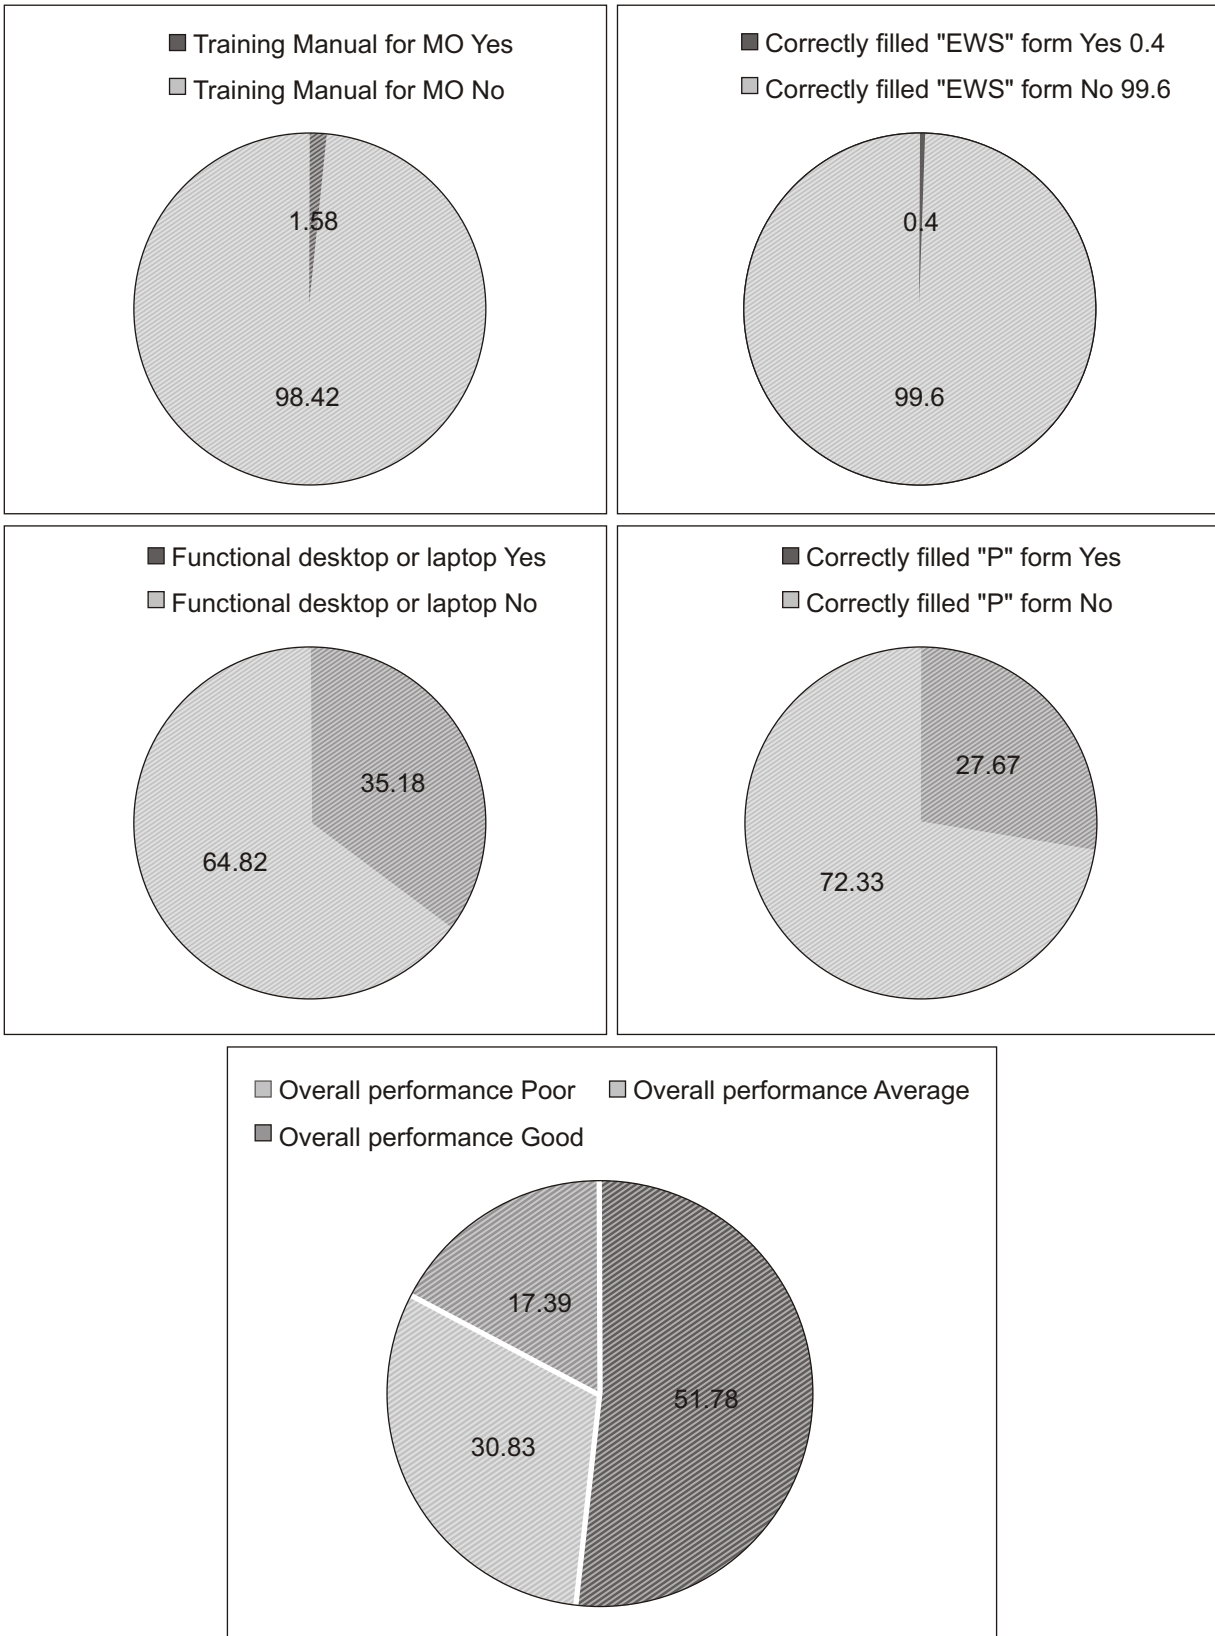 Training Manual for MO Yes
Training Manual for MO No
1.58
98.42
Correctly filled "EWS" form Yes 0.4
Correctly filled "EWS" form No 99.6
0.4
99.6
Functional desktop or laptop Yes
Functional desktop or laptop No
35.18
64.82
Correctly filled "P" form Yes
Correctly filled "P" form No
27.67
72.33
Overall performance Poor Overall performance Average
Overall performance Good
17.39
51.78
30.83